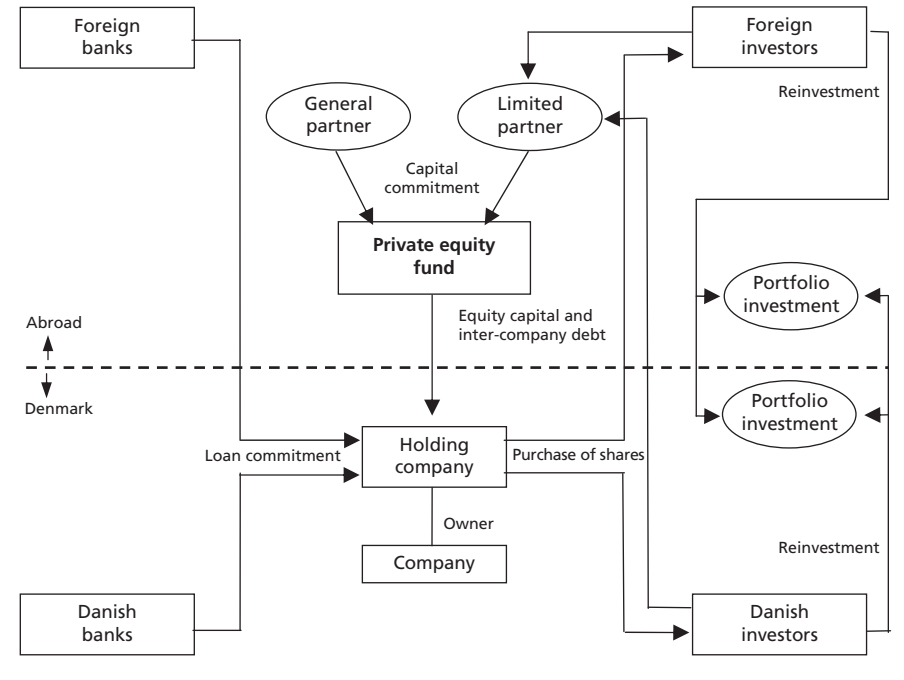 Foreign
banks
Foreign
investors
Reinvestment
General
partner
Limited
partner
Capital
commitment
Private equity
fund
Portfolio
investment
Equity capital and
inter-company debt
Abroad
Denmark
Portfolio
investment
Loan commitment
Holding
company
Purchase of shares
Owner
Company
Reinvestment
Danish
banks
Danish
investors